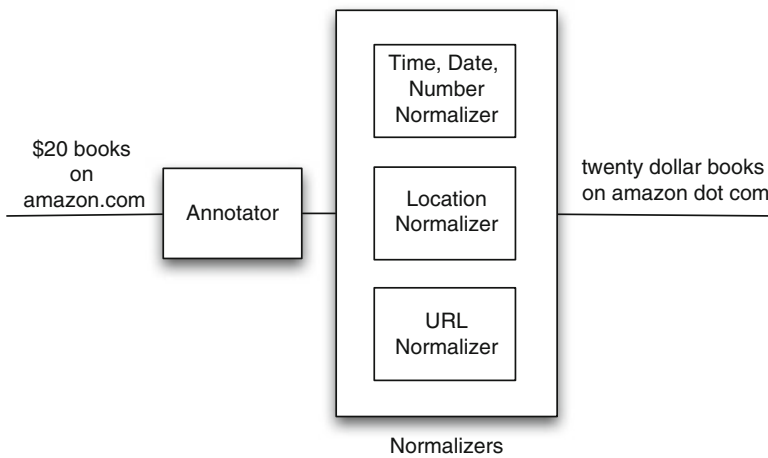 $20 books
on
amazon.com
Annotator
Time, Date,
Number
Normalizer
Location
Normalizer
URL
Normalizer
twenty dollar books
on amazon dot com
Normalizers